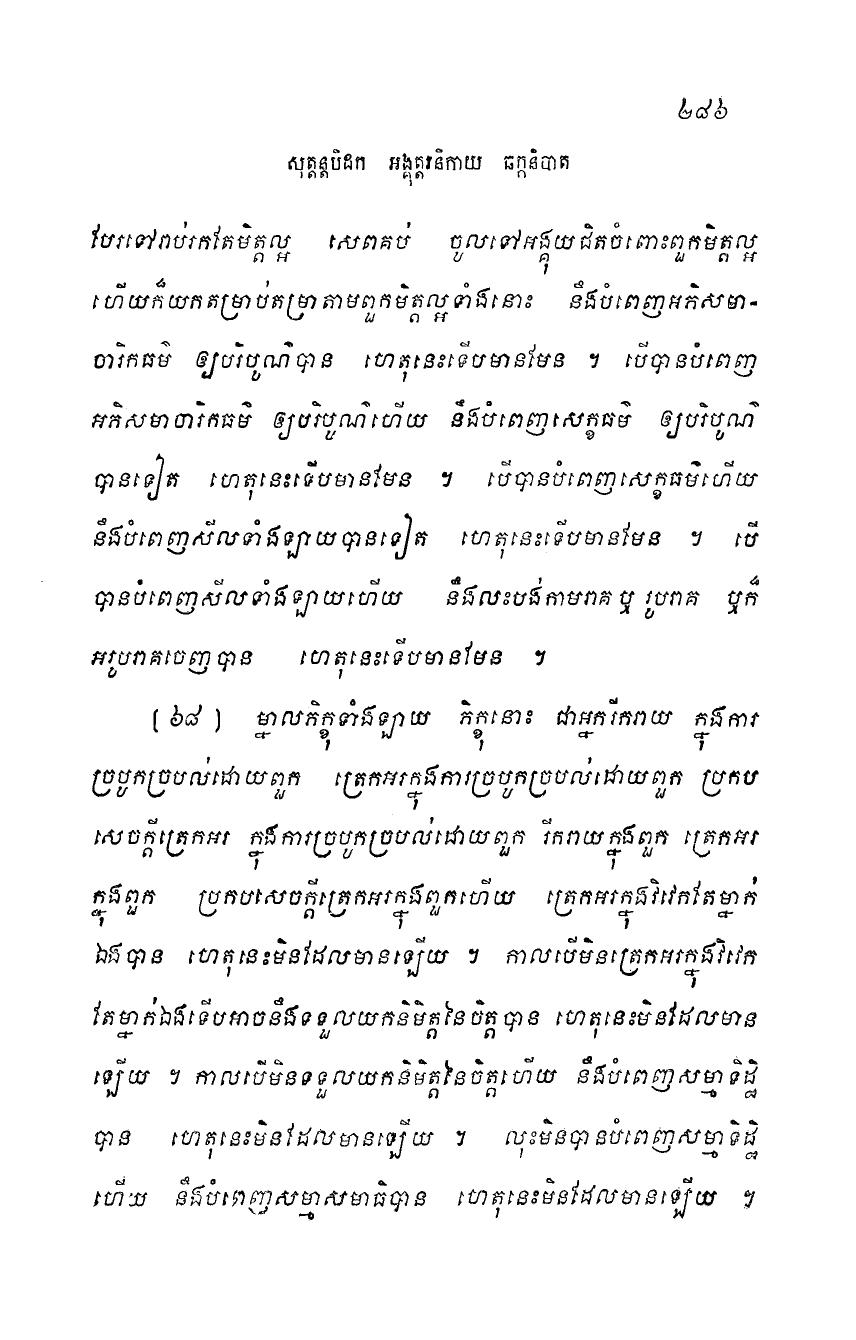 ២៨៦
សុត្តន្តបិដក អង្គុត្តរនិកាយ ឆក្កនិបាត
បែរទៅរាប់រកតែមិត្តល្អ សេពគប់ ចូលទៅអង្គុយជិតចំពោះពួកមិត្តល្អ
ហើយក៏យកតម្រាប់តម្រាតាមពួកមិត្តល្អទាំងនោះ នឹងបំពេញអភិសមា-
ចារិកធម៌ ឲ្យបរិបូណ៌បាន ហេតុនេះទើបមានមែន ។ បើបានបំពេញ
អភិសមាចារិកធម៌ ឲ្យបរិបូណ៌ហើយ នឹងបំពេញសេក្ខធម៌ ឲ្យបរិបូណ៌
បានទៀត ហេតុនេះទើបមានមែន ។ បើបានបំពេញសេក្ខធម៌ហើយ
នឹងបំពេញសីលទាំងឡាយបានទៀត ហេតុនេះទើបមានមែន ។ បើ
បានបំពេញសីលទាំងឡាយហើយ នឹងលះបង់កាមរាគ ឬ រូបរាគ ឬក៏
អរូបរាគចេញបាន ហេតុនេះទើបមានមែន ។
[ ៦៨ ] ម្នាលភិក្ខុទាំងឡាយ ភិក្ខុនោះ ជាអ្នករីករាយ ក្នុងការ
ច្របូកច្របល់ដោយពួក ត្រេកអរក្នុងការច្របូកច្របល់ដោយពួក ប្រកប
សេចក្តីត្រេកអរ ក្នុងការច្របូកច្របល់ដោយពួក រីករាយក្នុងពួក ត្រេកអរ
ក្នុងពួក ប្រកបសេចក្តីត្រេកអរក្នុងពួកហើយ ត្រេកអរក្នុងវិវេកតែម្នាក់
ឯងបាន ហេតុនេះមិនដែលមានឡើយ ។ កាលបើមិនត្រេកអរក្នុងវិវេក
តែម្នាក់ឯងទើបអាចនឹងទទួលយកនិមិត្តនៃចិត្តបាន ហេតុនេះមិនដែលមាន
ឡើយ ។ កាលបើមិនទទួលយកនិមិត្តនៃចិត្តហើយ នឹងបំពេញសម្មាទិដ្ឋិ
បាន ហេតុនេះមិនដែលមានឡើយ ។ លុះមិនបានបំពេញសម្មាទិដ្ឋិ
ហើយ នឹងបំពេញសម្មាសមាធិបាន ហេតុនេះមិនដែលមានឡើយ ។